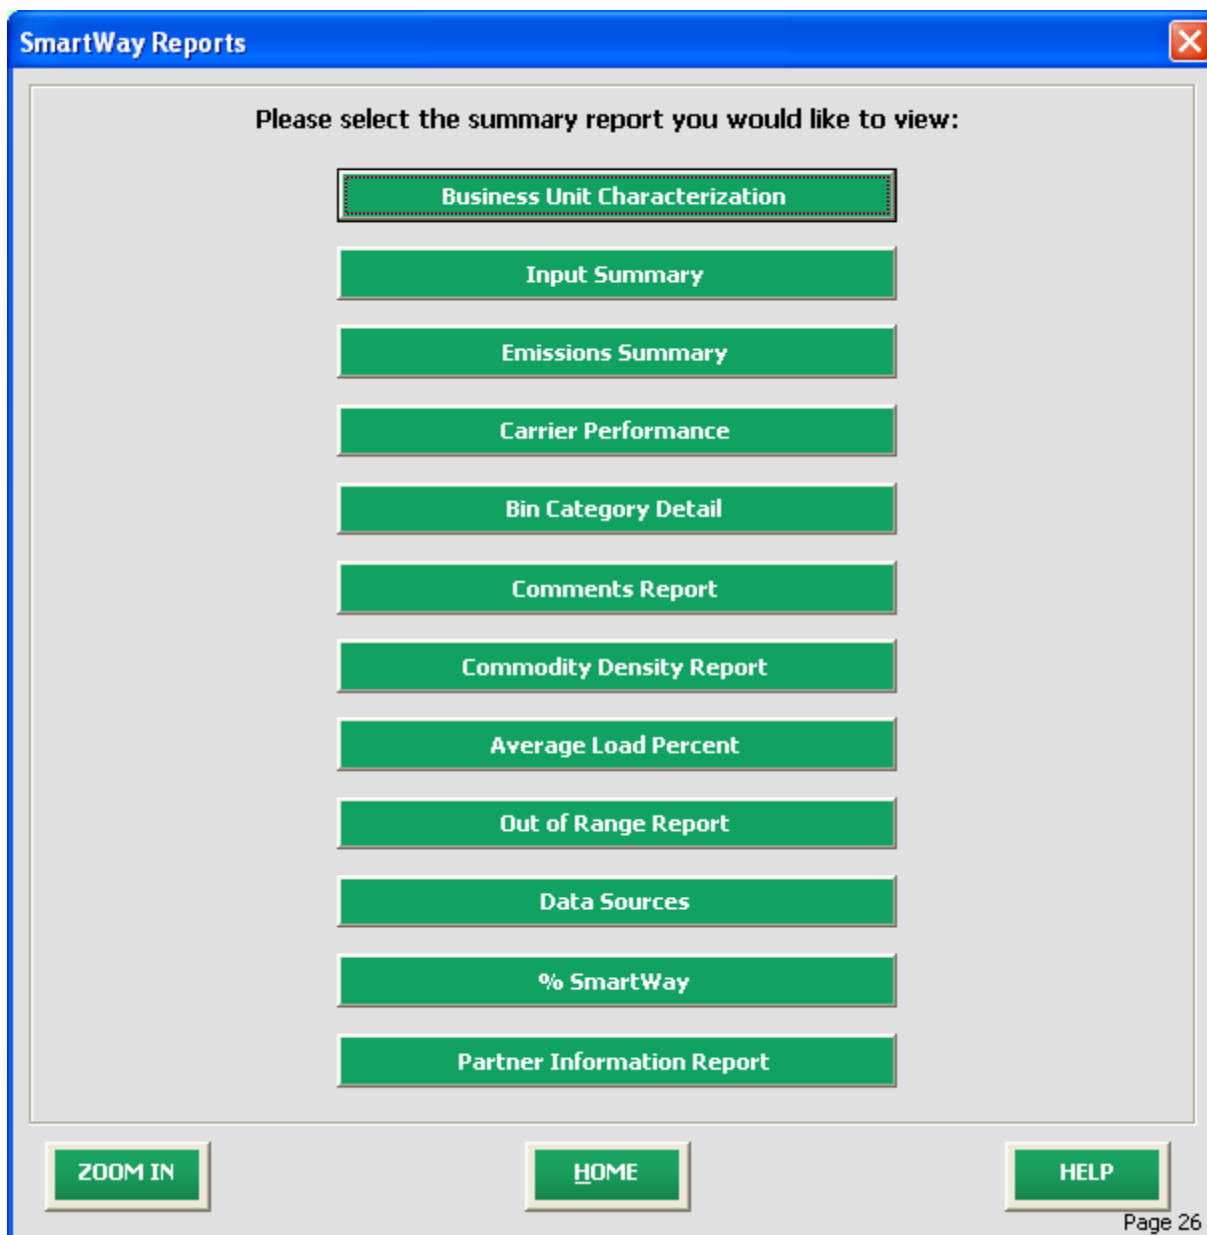 SmartWay Reports
Please select the summary report you would like to view:
Business Unit Characterization
Input Summary
Emissions Summary
Carrier Performance
Bin Category Detail
Comments Report
Commodity Density Report
Average Load Percent
Out of Range Report
Data Sources
% SmartWay
Partner Information Report
ZOOM IN
HOME
HELP
Page 26